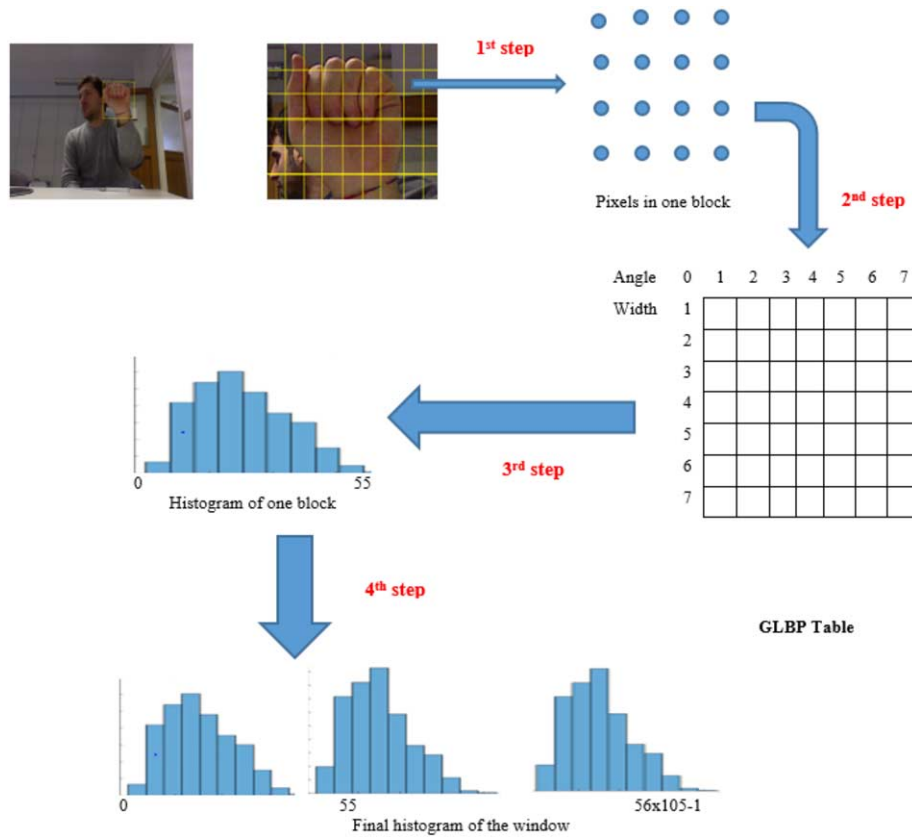 1st step
Pixels in one block
2nd step
Angle 0 1 2 3 4 5 6 7
Width 1
2
3
4
5
6
7
3rd step
0 55
Histogram of one block
4th step
GLBP Table
0 55 56x105-1
Final histogram of the window